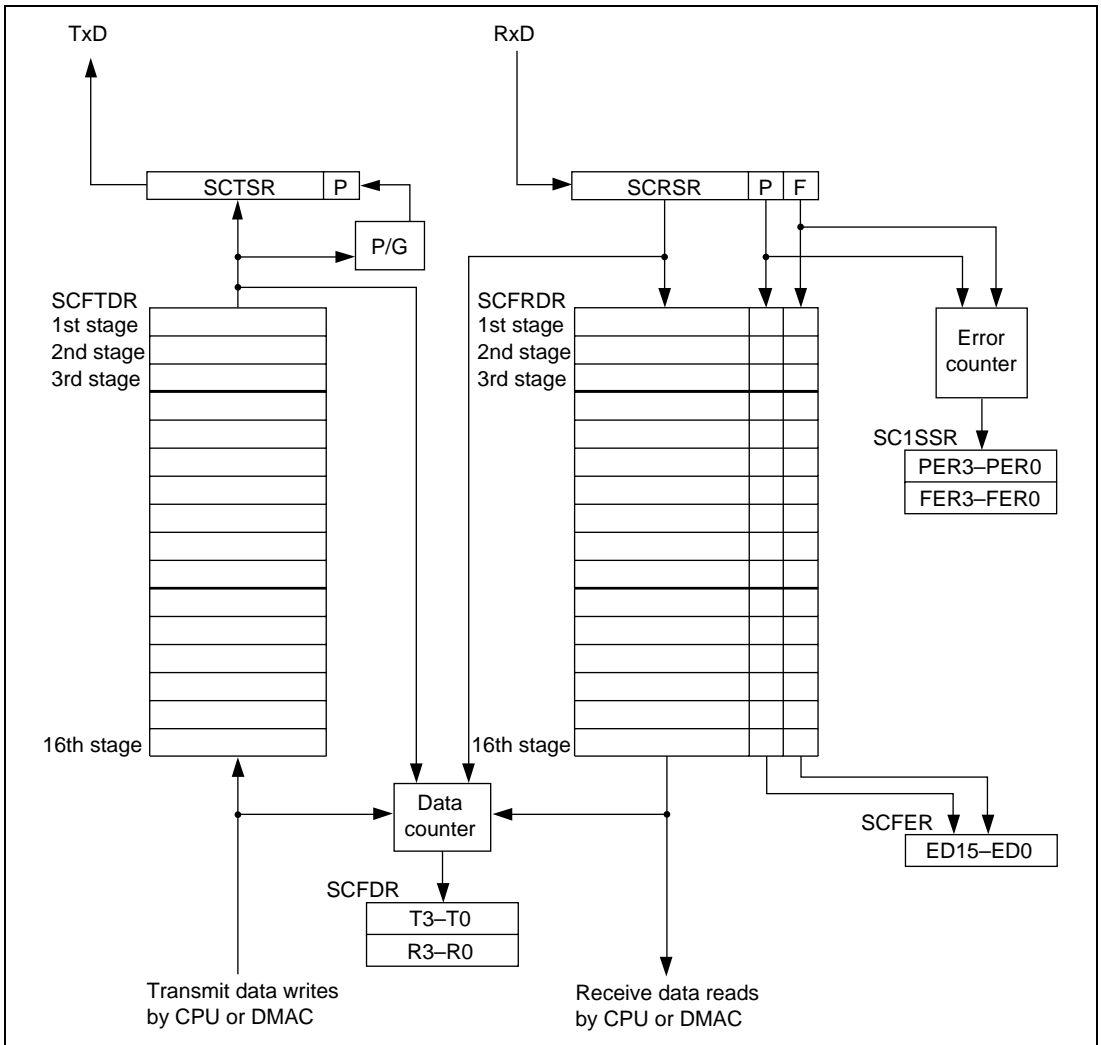 TxD
RxD
SCTSR P
SCRSR P F
P/G
SCFTDR
1st stage
2nd stage
3rd stage
16th stage
SCFRDR
1st stage
2nd stage
3rd stage
16th stage
Error
counter
SC1SSR
PER3–PER0
FER3–FER0
Data
counter
SCFER
ED15–ED0
SCFDR
T3–T0
R3–R0
Transmit data writes
by CPU or DMAC
Receive data reads
by CPU or DMAC